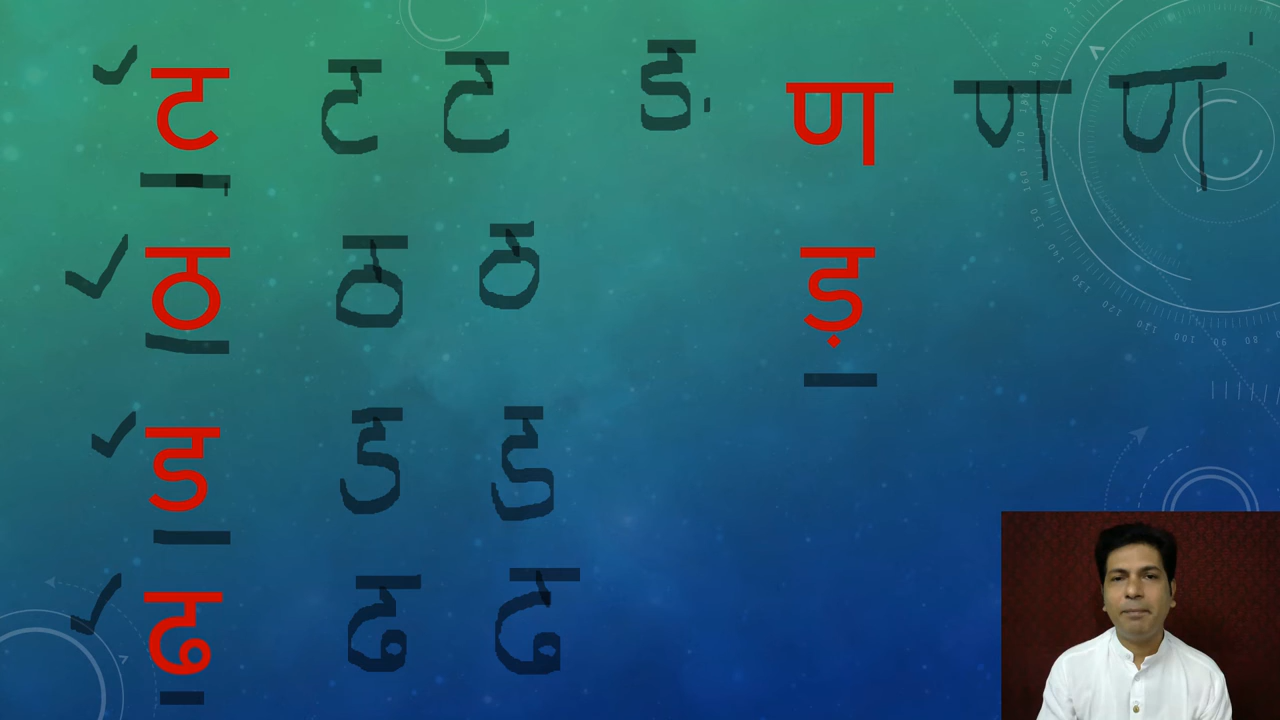 ट ट ट ङ ण ण ण
ठ ठ ठ ड़
ड ड ड
ढ ढ ढ